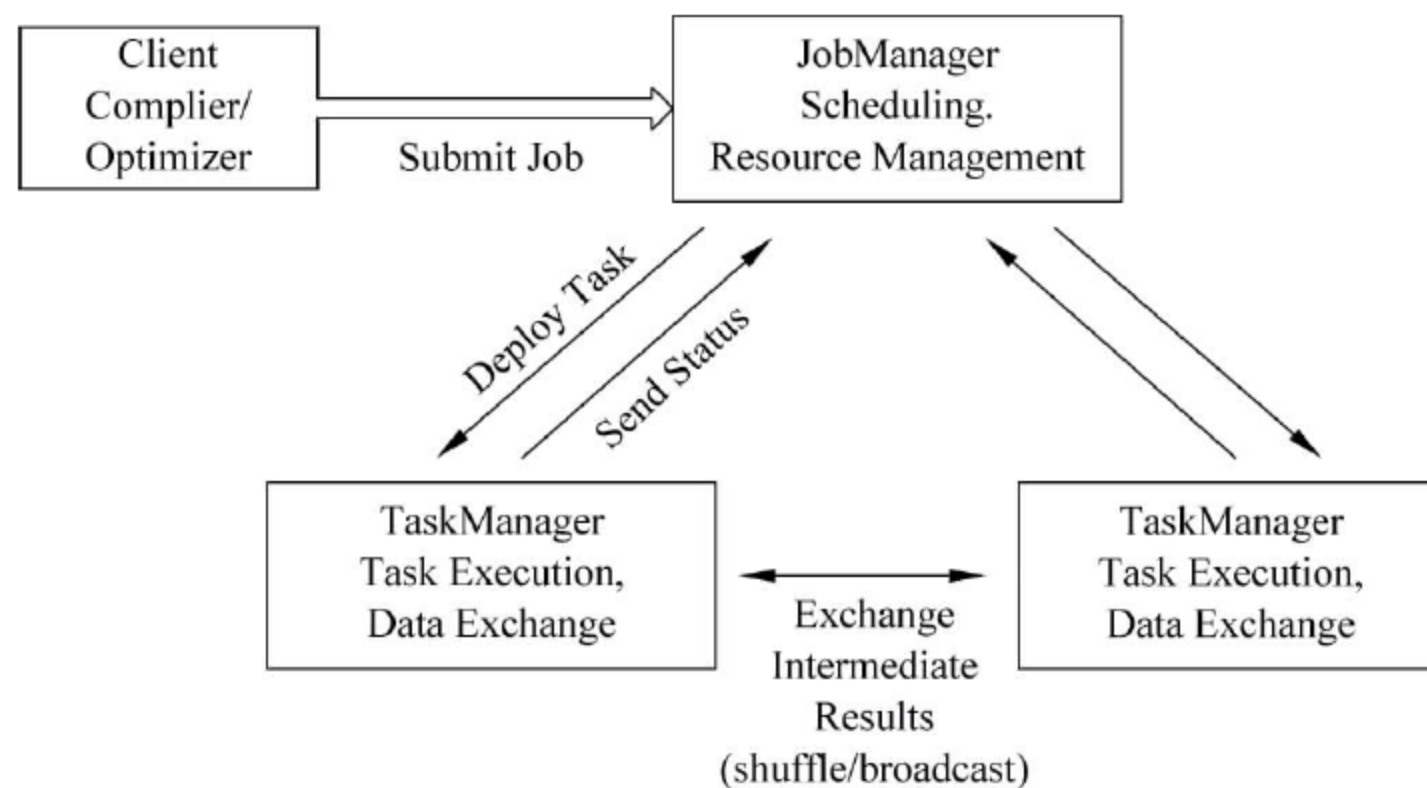 Client
Complier/
Optimizer
Submit Job
JobManager
Scheduling.
Resource Management
Deploy Task
Send Status
TaskManager
Task Execution,
Data Exchange
Exchange
Intermediate
Results
(shuffle/broadcast)
TaskManager
Task Execution,
Data Exchange